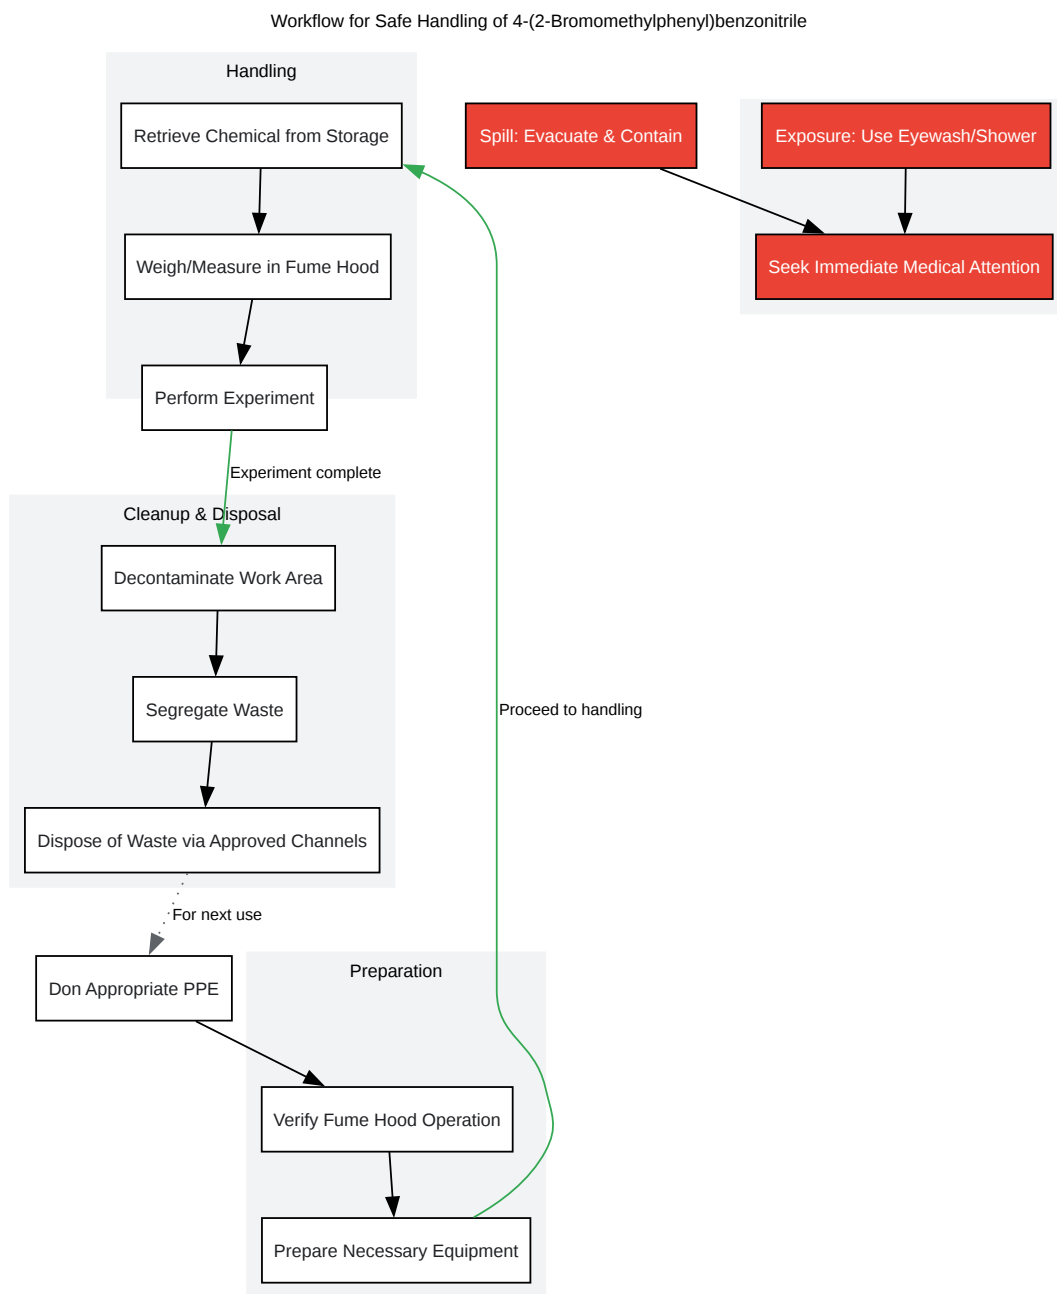 Workflow for Safe Handling of 4-(2-Bromomethylphenyl)benzonitrile
Handling
Retrieve Chemical from Storage
Spill: Evacuate & Contain
Exposure: Use Eyewash/Shower
Weigh/Measure in Fume Hood
Seek Immediate Medical Attention
Perform Experiment
Experiment complete
Cleanup & Disposal
Decontaminate Work Area
Segregate Waste
Proceed to handling
Dispose of Waste via Approved Channels
For next use
Preparation
Don Appropriate PPE
Verify Fume Hood Operation
Prepare Necessary Equipment